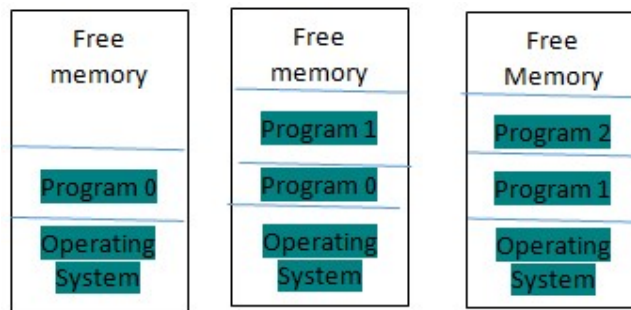 Free
memory
Program 0
Operating
System
Free
memory
Program 1
Program 0
Operating
System
Free
Memory
Program 2
Program 1
Operating
System